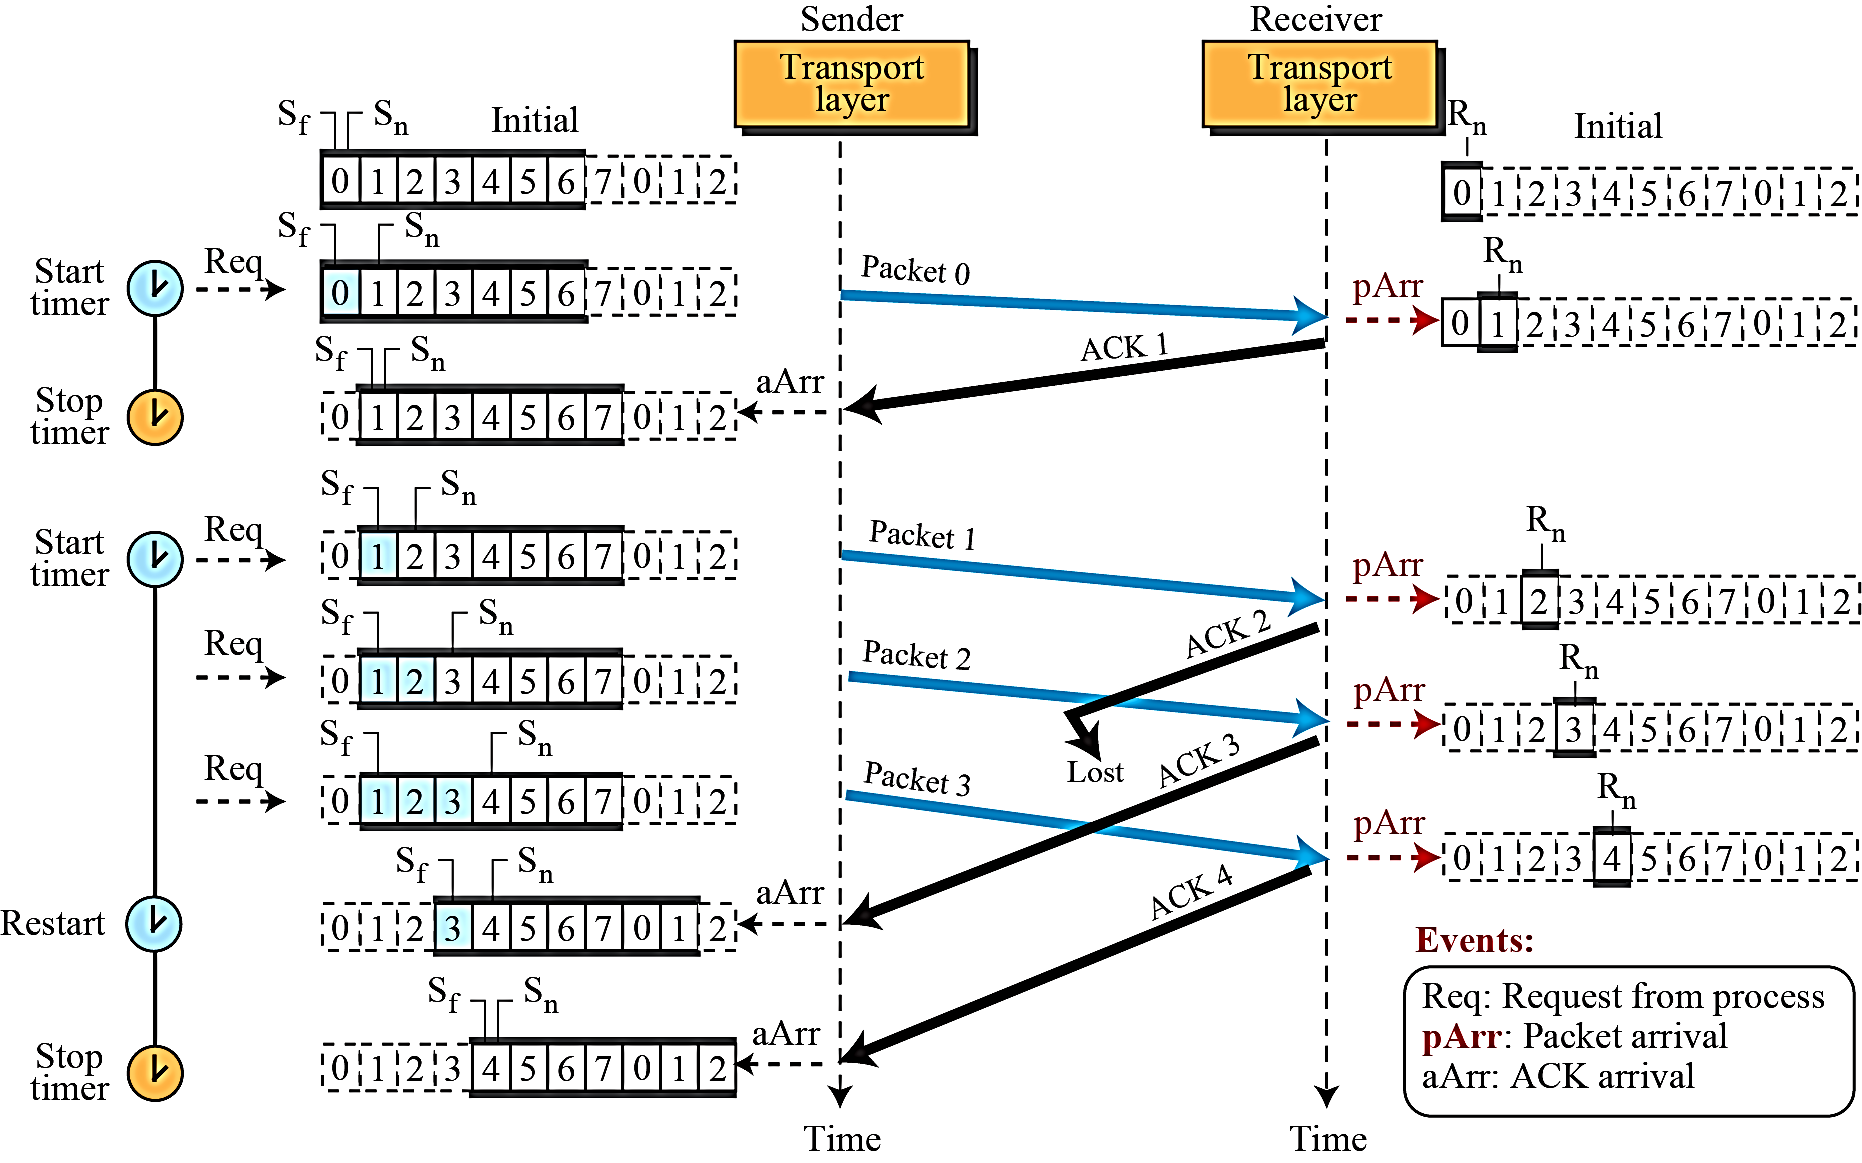 Sender
Receiver
Transport
layer
Transport
layer
Sf Sn Initial
0 1 2 3 4 5 6 7 0 1 2
Rn Initial
0 1 2 3 4 5 6 7 0 1 2
Start
timer
Req
Sf Sn
0 1 2 3 4 5 6 7 0 1 2
Packet 0
pArr
Rn
0 1 2 3 4 5 6 7 0 1 2
Stop
timer
Sf Sn
0 1 2 3 4 5 6 7 0 1 2
aArr
ACK 1
Start
timer
Req
Sf Sn
0 1 2 3 4 5 6 7 0 1 2
Packet 1
pArr
Rn
0 1 2 3 4 5 6 7 0 1 2
ACK 2
Lost
Req
Sf Sn
0 1 2 3 4 5 6 7 0 1 2
Packet 2
pArr
Rn
0 1 2 3 4 5 6 7 0 1 2
ACK 3
Req
Sf Sn
0 1 2 3 4 5 6 7 0 1 2
Packet 3
pArr
Rn
0 1 2 3 4 5 6 7 0 1 2
ACK 4
Restart
Sf Sn
0 1 2 3 4 5 6 7 0 1 2
aArr
Stop
timer
Sf Sn
0 1 2 3 4 5 6 7 0 1 2
aArr
Time
Time
Events:
Req: Request from process
pArr: Packet arrival
aArr: ACK arrival